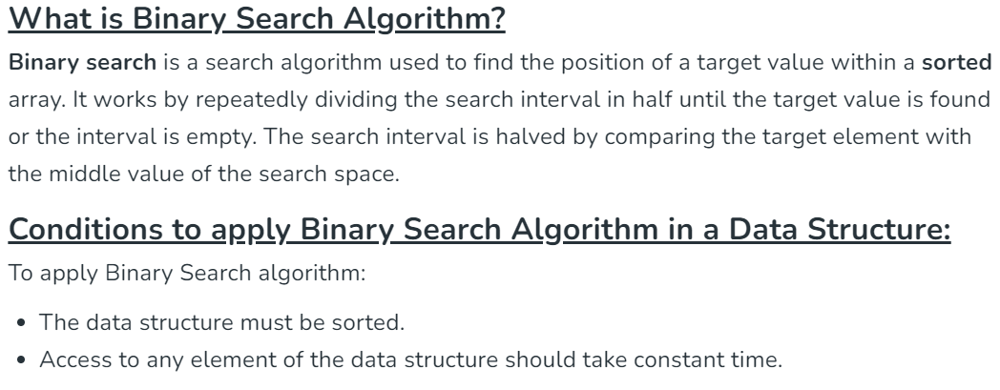 What is Binary Search Algorithm?
Binary search is a search algorithm used to find the position of a target value within a sorted
array. It works by repeatedly dividing the search interval in half until the target value is found
or the interval is empty. The search interval is halved by comparing the target element with
the middle value of the search space.
Conditions to apply Binary Search Algorithm in a Data Structure:
To apply Binary Search algorithm:
• The data structure must be sorted.
• Access to any element of the data structure should take constant time.